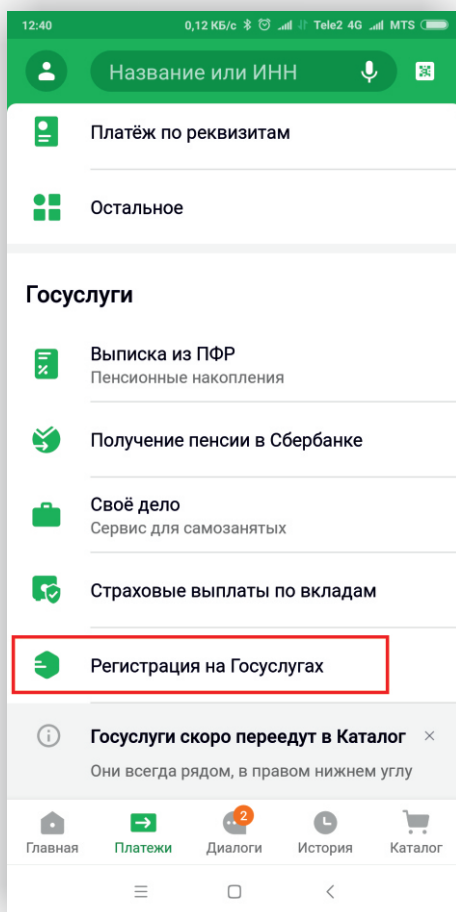 12:40 0,12 КБ/с Tele2 4G MTS
Название или ИНН
Платёж по реквизитам
Остальное
Госуслуги
Выписка из ПФР
Пенсионные накопления
Получение пенсии в Сбербанке
Своё дело
Сервис для самозанятых
Страховые выплаты по вкладам
Регистрация на Госуслугах
Госуслуги скоро переедут в Каталог
Они всегда рядом, в правом нижнем углу
2
Главная Платежи Диалоги История Каталог